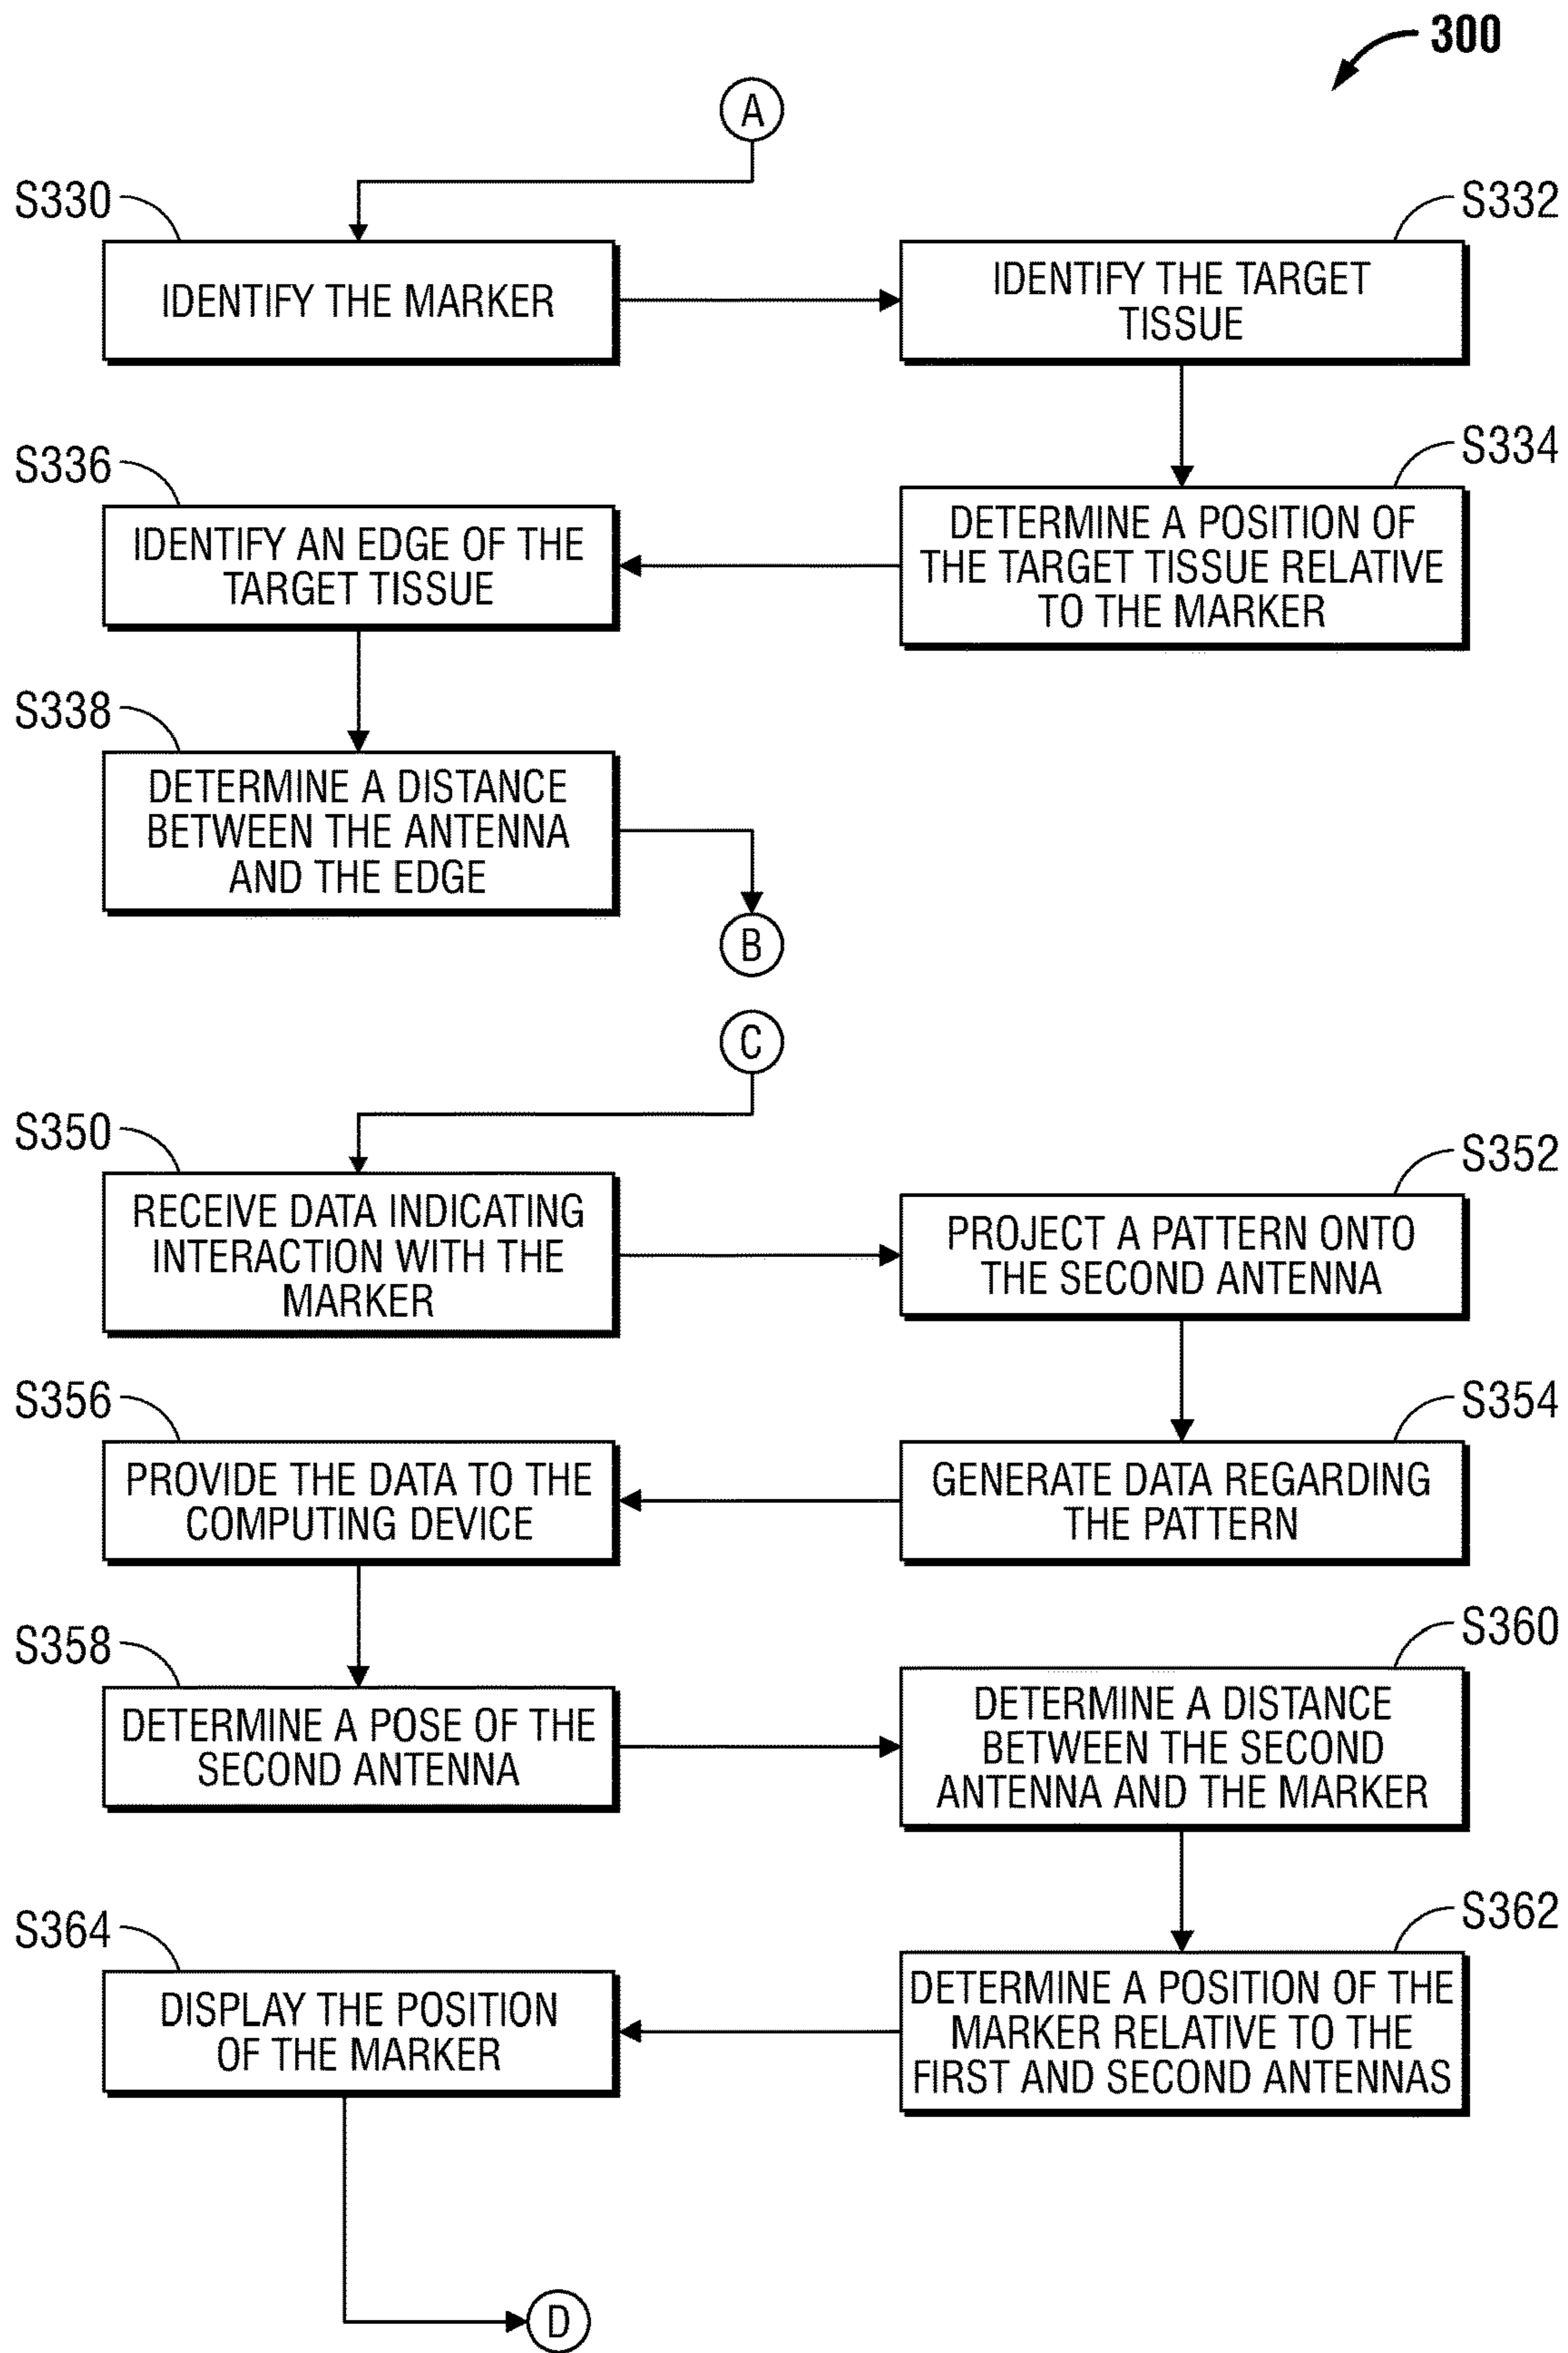 300
A
S330
IDENTIFY THE MARKER
S332
IDENTIFY THE TARGET
TISSUE
S334
DETERMINE A POSITION OF
THE TARGET TISSUE RELATIVE
TO THE MARKER
S336
IDENTIFY AN EDGE OF THE
TARGET TISSUE
S338
DETERMINE A DISTANCE
BETWEEN THE ANTENNA
AND THE EDGE
B
C
S350
RECEIVE DATA INDICATING
INTERACTION WITH THE
MARKER
S352
PROJECT A PATTERN ONTO
THE SECOND ANTENNA
S354
GENERATE DATA REGARDING
THE PATTERN
S356
PROVIDE THE DATA TO THE
COMPUTING DEVICE
S358
DETERMINE A POSE OF THE
SECOND ANTENNA
S360
DETERMINE A DISTANCE
BETWEEN THE SECOND
ANTENNA AND THE MARKER
S362
DETERMINE A POSITION OF THE
MARKER RELATIVE TO THE
FIRST AND SECOND ANTENNAS
S364
DISPLAY THE POSITION
OF THE MARKER
D